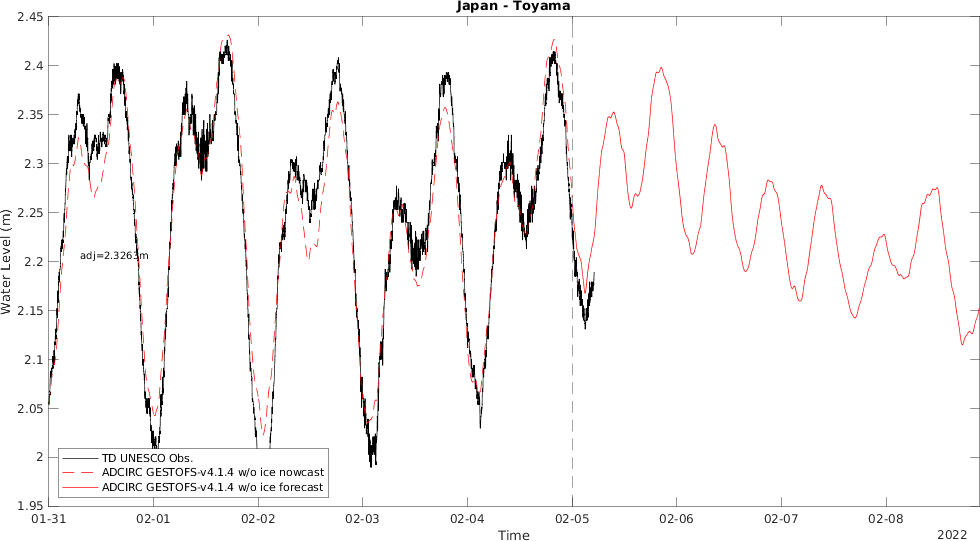 Japan - Toyama
2.45
2.4
2.35
2.3
2.25
2.2
2.15
2.1
2.05
2
1.95
Water Level (m)
adj=2.3263m
TD UNESCO Obs.
ADCIRC GESTOFS-v4.1.4 w/o ice nowcast
ADCIRC GESTOFS-v4.1.4 w/o ice forecast
01-31 02-01 02-02 02-03 02-04 02-05 02-06 02-07 02-08
Time
2022